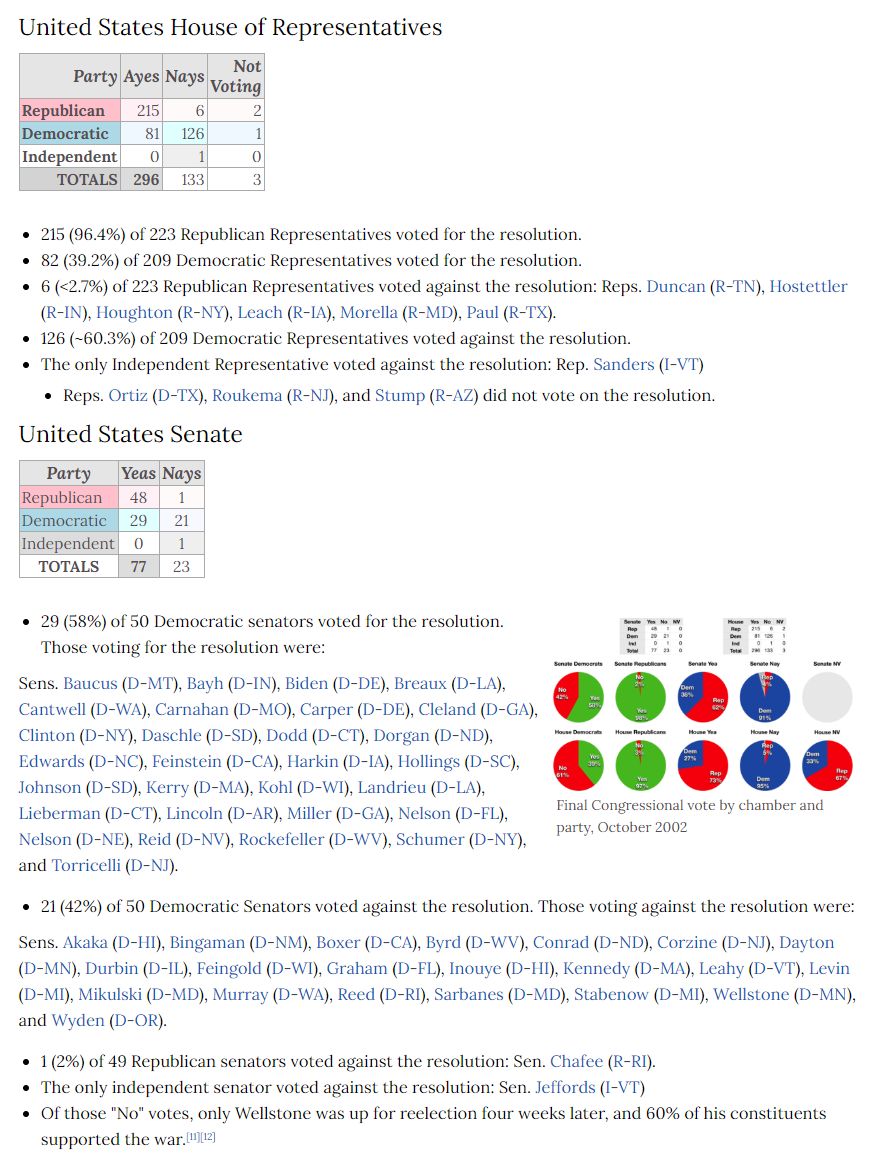 United States House of Representatives
Party Ayes Nays Not Voting
Republican 215 6 2
Democratic 81 126 1
Independent 0 1 0
TOTALS 296 133 3
• 215 (96.4%) of 223 Republican Representatives voted for the resolution.
• 82 (39.2%) of 209 Democratic Representatives voted for the resolution.
• 6 (<2.7%) of 223 Republican Representatives voted against the resolution: Reps. Duncan (R-TN), Hostettler
(R-IN), Houghton (R-NY), Leach (R-IA), Morella (R-MD), Paul (R-TX).
• 126 (~60.3%) of 209 Democratic Representatives voted against the resolution.
• The only Independent Representative voted against the resolution: Rep. Sanders (I-VT)
• Reps. Ortiz (D-TX), Roukema (R-NJ), and Stump (R-AZ) did not vote on the resolution.
United States Senate
Party Yeas Nays
Republican 48 1
Democratic 29 21
Independent 0 1
TOTALS 77 23
• 29 (58%) of 50 Democratic senators voted for the resolution.
Those voting for the resolution were:
Sens. Baucus (D-MT), Bayh (D-IN), Biden (D-DE), Breaux (D-LA),
Cantwell (D-WA), Carnahan (D-MO), Carper (D-DE), Cleland (D-GA),
Clinton (D-NY), Daschle (D-SD), Dodd (D-CT), Dorgan (D-ND),
Edwards (D-NC), Feinstein (D-CA), Harkin (D-IA), Hollings (D-SC),
Johnson (D-SD), Kerry (D-MA), Kohl (D-WI), Landrieu (D-LA),
Lieberman (D-CT), Lincoln (D-AR), Miller (D-GA), Nelson (D-FL),
Nelson (D-NE), Reid (D-NV), Rockefeller (D-WV), Schumer (D-NY),
and Torricelli (D-NJ).
Senate Yes No NV
Rep 48 1 0
Dem 29 21 0
Ind 0 1 0
Total 77 23 0
House Yes No NV
Rep 215 6 2
Dem 81 126 1
Ind 0 1 0
Total 296 133 3
Senate Democrats Senate Republicans Senate Yea Senate Nay Senate NV
No 42% Yes 58%
No 2% Yes 98%
Dem 38% Rep 62%
Rep Dem 91%
House Democrats House Republicans House Yea House Nay House NV
No 61% Yes 39%
No 3% Yes 97%
Dem 27% Rep 73%
Rep 5% Dem 95%
Dem 33% Rep 67%
Final Congressional vote by chamber and
party, October 2002
• 21 (42%) of 50 Democratic Senators voted against the resolution. Those voting against the resolution were:
Sens. Akaka (D-HI), Bingaman (D-NM), Boxer (D-CA), Byrd (D-WV), Conrad (D-ND), Corzine (D-NJ), Dayton
(D-MN), Durbin (D-IL), Feingold (D-WI), Graham (D-FL), Inouye (D-HI), Kennedy (D-MA), Leahy (D-VT), Levin
(D-MI), Mikulski (D-MD), Murray (D-WA), Reed (D-RI), Sarbanes (D-MD), Stabenow (D-MI), Wellstone (D-MN),
and Wyden (D-OR).
• 1 (2%) of 49 Republican senators voted against the resolution: Sen. Chafee (R-RI).
• The only independent senator voted against the resolution: Sen. Jeffords (I-VT)
• Of those "No" votes, only Wellstone was up for reelection four weeks later, and 60% of his constituents
supported the war.[11][12]